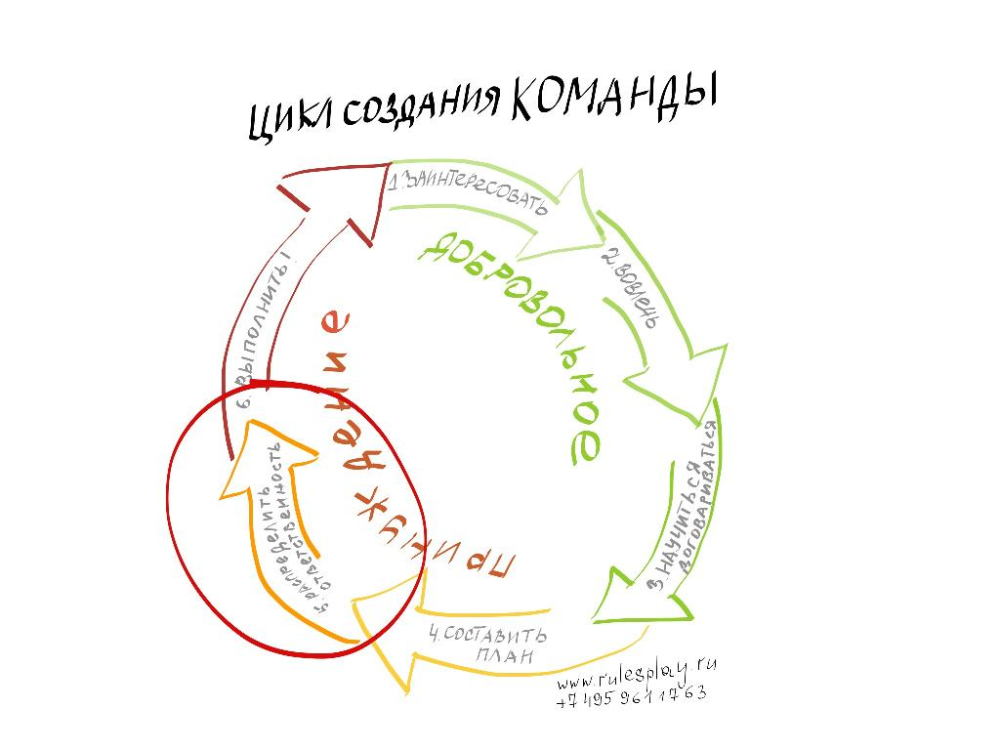 ЦИКЛ СОЗДАНИЯ КОМАНДЫ
1. ЗАИНТЕРЕСОВАТЬ
2. ВОВЛЕЧЬ
3. НАУЧИТЬСЯ
ДОГОВАРИВАТЬСЯ
4. СОСТАВИТЬ
ПЛАН
5. РАСПРЕДЕЛИТЬ
ОТВЕТСТВЕННОСТЬ
6. ВЫПОЛНИТЬ!
ДОБРОВОЛЬНОЕ
ПРИНУЖДЕНИЕ
www.rulesplay.ru
+7 495 961 17 63